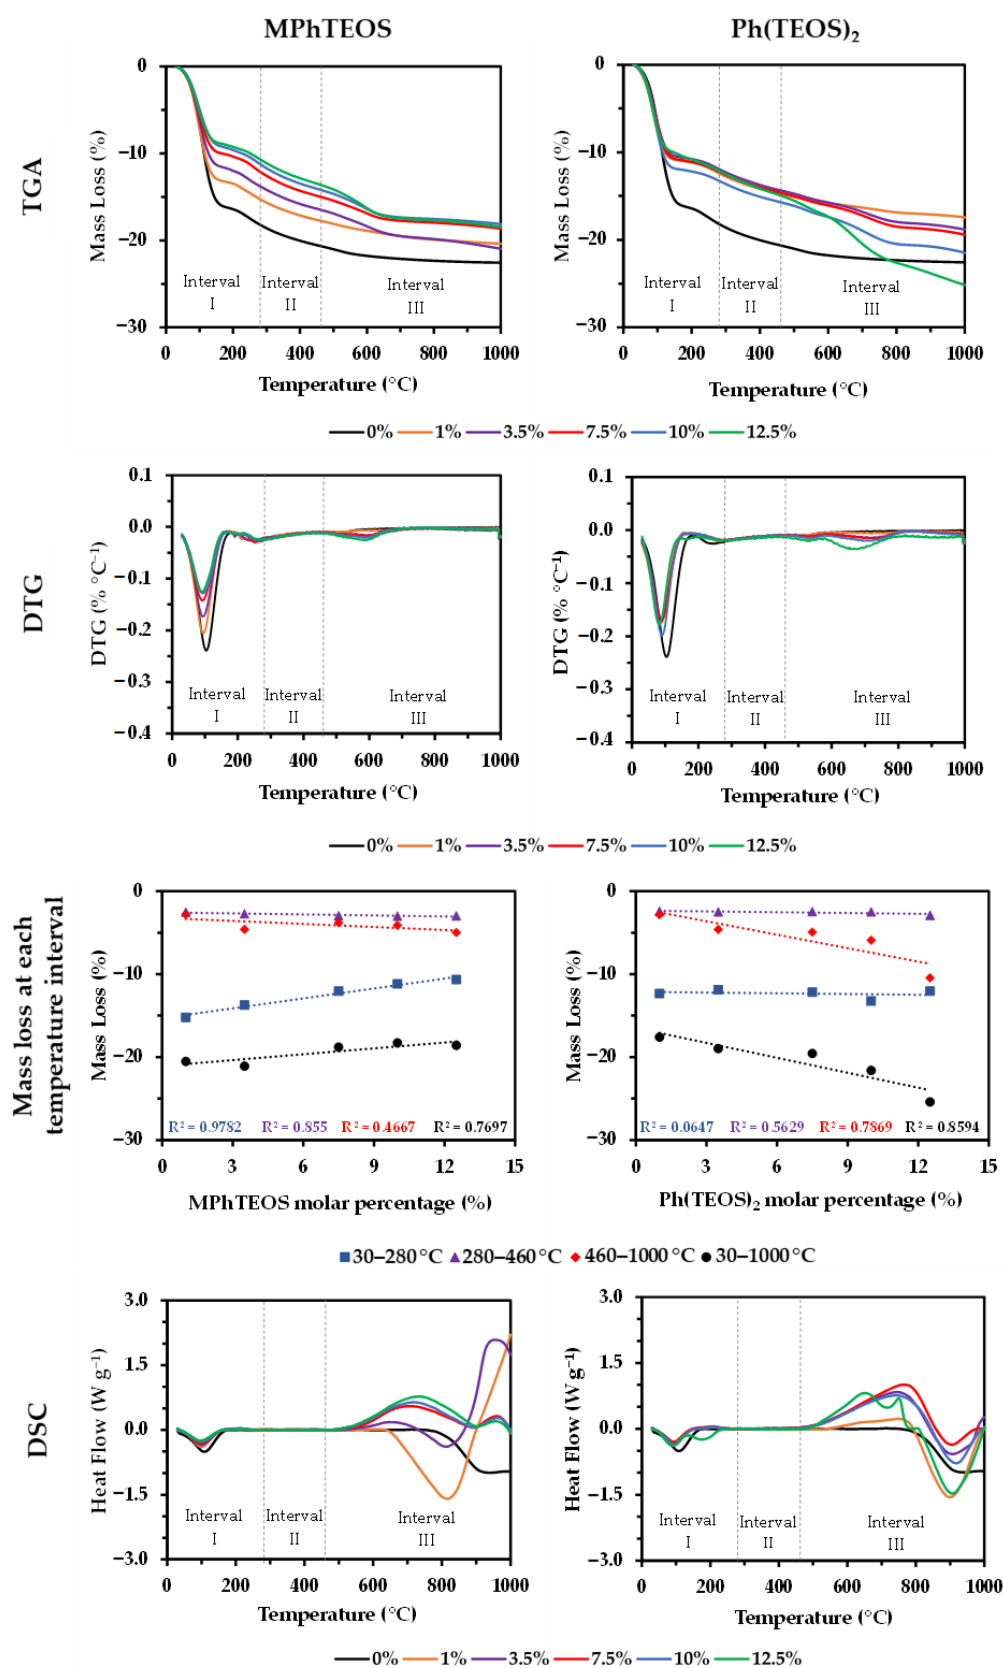 MPhTEOS
Ph(TEOS)₂
TGA
Mass Loss (%)
0
−10
−20
−30
Interval
I
Interval
II
Interval
III
0 200 400 600 800 1000
Temperature (°C)
Mass Loss (%)
0
−10
−20
−30
Interval
I
Interval
II
Interval
III
0 200 400 600 800 1000
Temperature (°C)
0% 1% 3.5% 7.5% 10% 12.5%
DTG
DTG (% °C⁻¹)
0.1
0.0
−0.1
−0.2
−0.3
−0.4
Interval
I
Interval
II
Interval
III
0 200 400 600 800 1000
Temperature (°C)
DTG (% °C⁻¹)
0.1
0.0
−0.1
−0.2
−0.3
−0.4
Interval
I
Interval
II
Interval
III
0 200 400 600 800 1000
Temperature (°C)
0% 1% 3.5% 7.5% 10% 12.5%
Mass loss at each
temperature interval
Mass Loss (%)
0
−10
−20
−30
R² = 0.9782 R² = 0.855 R² = 0.4667 R² = 0.7697
0 3 6 9 12 15
MPhTEOS molar percentage (%)
Mass Loss (%)
0
−10
−20
−30
R² = 0.0647 R² = 0.5629 R² = 0.7869 R² = 0.8594
0 3 6 9 12 15
Ph(TEOS)₂ molar percentage (%)
30–280°C 280–460°C 460–1000°C 30–1000°C
DSC
Heat Flow (W g⁻¹)
3.0
1.5
0.0
−1.5
−3.0
Interval
I
Interval
II
Interval
III
0 200 400 600 800 1000
Temperature (°C)
Heat Flow (W g⁻¹)
3.0
1.5
0.0
−1.5
−3.0
Interval
I
Interval
II
Interval
III
0 200 400 600 800 1000
Temperature (°C)
0% 1% 3.5% 7.5% 10% 12.5%